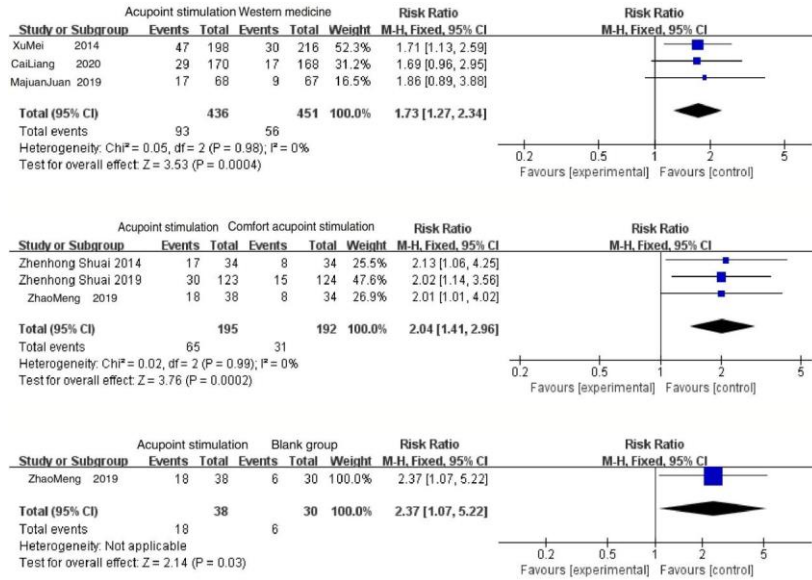 Acupoint stimulation Western medicine Risk Ratio Risk Ratio
Study or Subgroup Events Total Events Total Weight M-H, Fixed, 95% CI M-H, Fixed, 95% CI
XuMei 2014 47 198 30 216 52.3% 1.71 [1.13, 2.59]
CaiLiang 2020 29 170 17 168 31.2% 1.69 [0.96, 2.95]
MajuanJuan 2019 17 68 9 67 16.5% 1.86 [0.89, 3.88]
Total (95% CI) 436 451 100.0% 1.73 [1.27, 2.34]
Total events 93 56
Heterogeneity: Chi² = 0.05, df = 2 (P = 0.98); I² = 0%
Test for overall effect: Z = 3.53 (P = 0.0004)
0.2 0.5 1 2 5
Favours [experimental] Favours [control]
Acupoint stimulation Comfort acupoint stimulation Risk Ratio Risk Ratio
Study or Subgroup Events Total Events Total Weight M-H, Fixed, 95% CI M-H, Fixed, 95% CI
Zhenhong Shuai 2014 17 34 8 34 25.5% 2.13 [1.06, 4.25]
Zhenhong Shuai 2019 30 123 15 124 47.6% 2.02 [1.14, 3.56]
ZhaoMeng 2019 18 38 8 34 26.9% 2.01 [1.01, 4.02]
Total (95% CI) 195 192 100.0% 2.04 [1.41, 2.96]
Total events 65 31
Heterogeneity: Chi² = 0.02, df = 2 (P = 0.99); I² = 0%
Test for overall effect: Z = 3.76 (P = 0.0002)
0.2 0.5 1 2 5
Favours [experimental] Favours [control]
Acupoint stimulation Blank group Risk Ratio Risk Ratio
Study or Subgroup Events Total Events Total Weight M-H, Fixed, 95% CI M-H, Fixed, 95% CI
ZhaoMeng 2019 18 38 6 30 100.0% 2.37 [1.07, 5.22]
Total (95% CI) 38 30 100.0% 2.37 [1.07, 5.22]
Total events 18 6
Heterogeneity: Not applicable
Test for overall effect: Z = 2.14 (P = 0.03)
0.2 0.5 1 2 5
Favours [experimental] Favours [control]